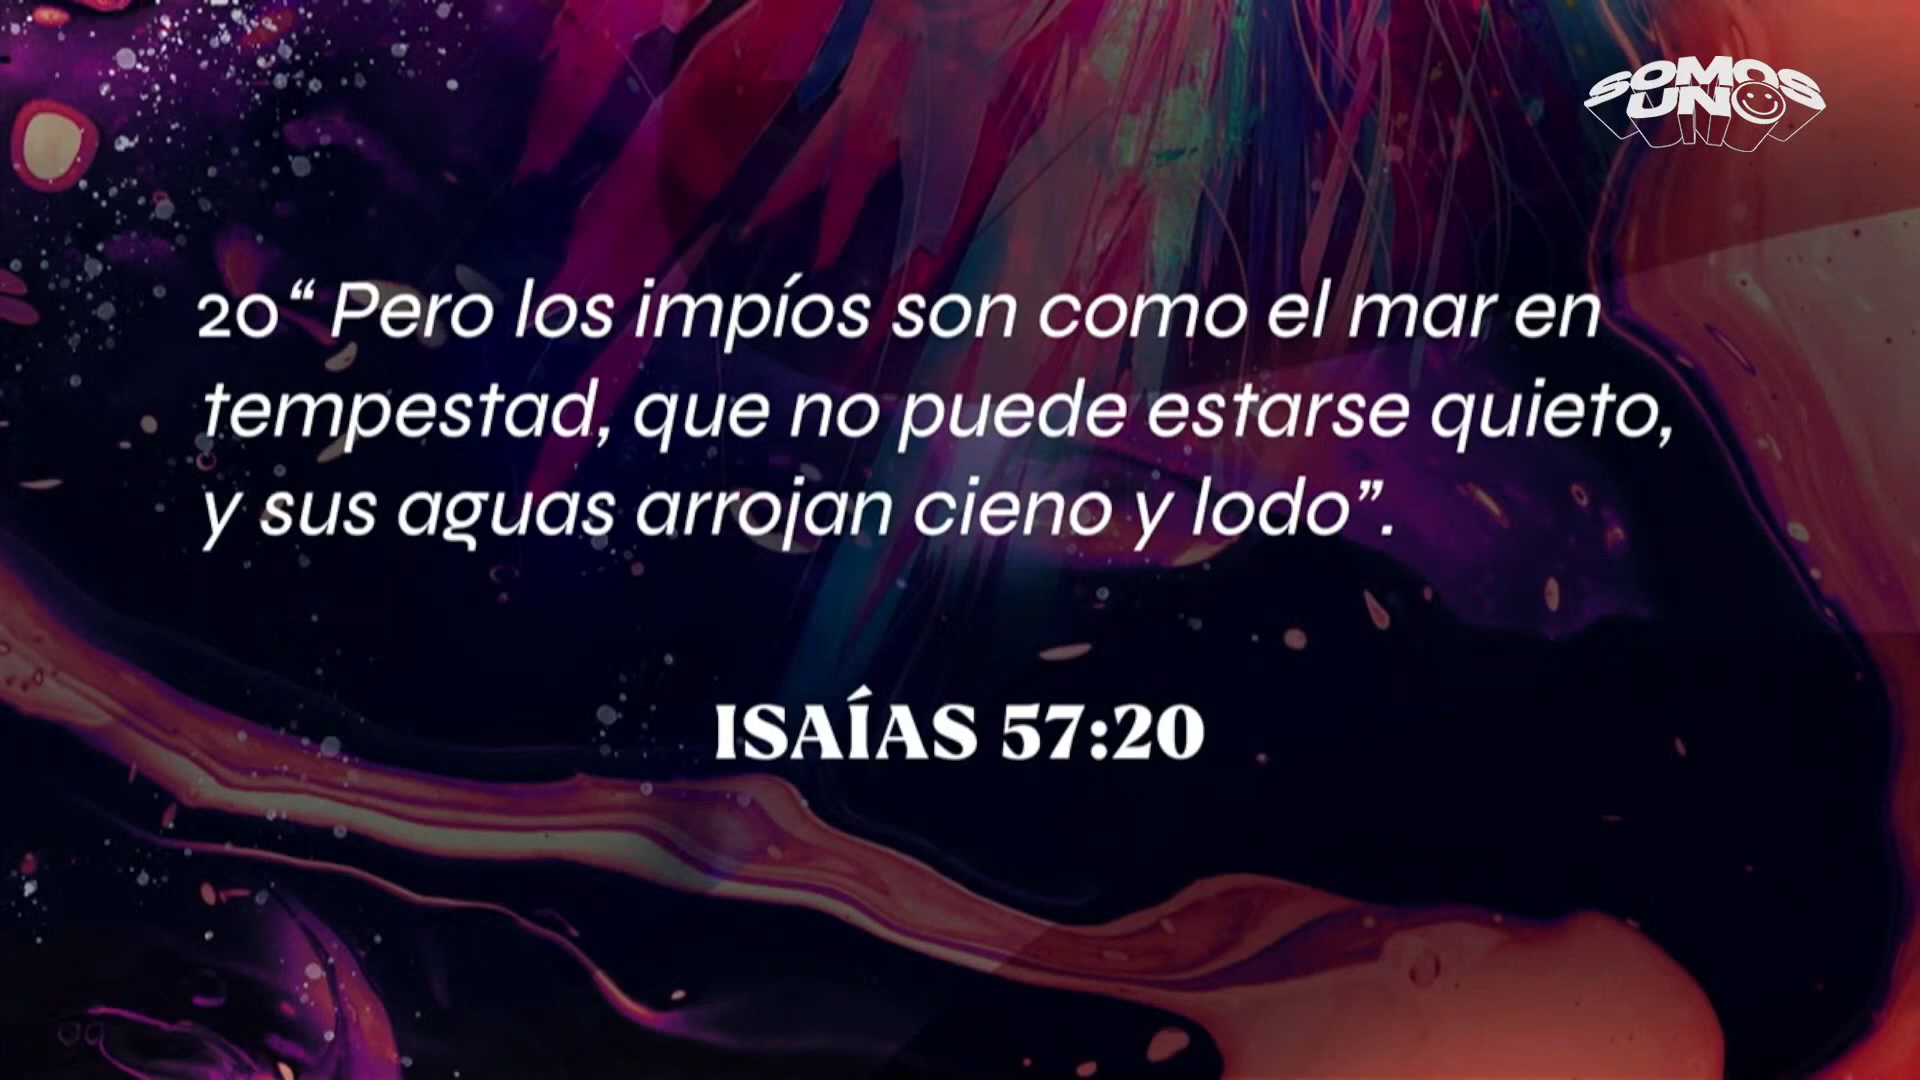 SOMOS
UNO
20 “ Pero los impíos son como el mar en
tempestad, que no puede estarse quieto,
y sus aguas arrojan cieno y lodo”.
ISAÍAS 57:20